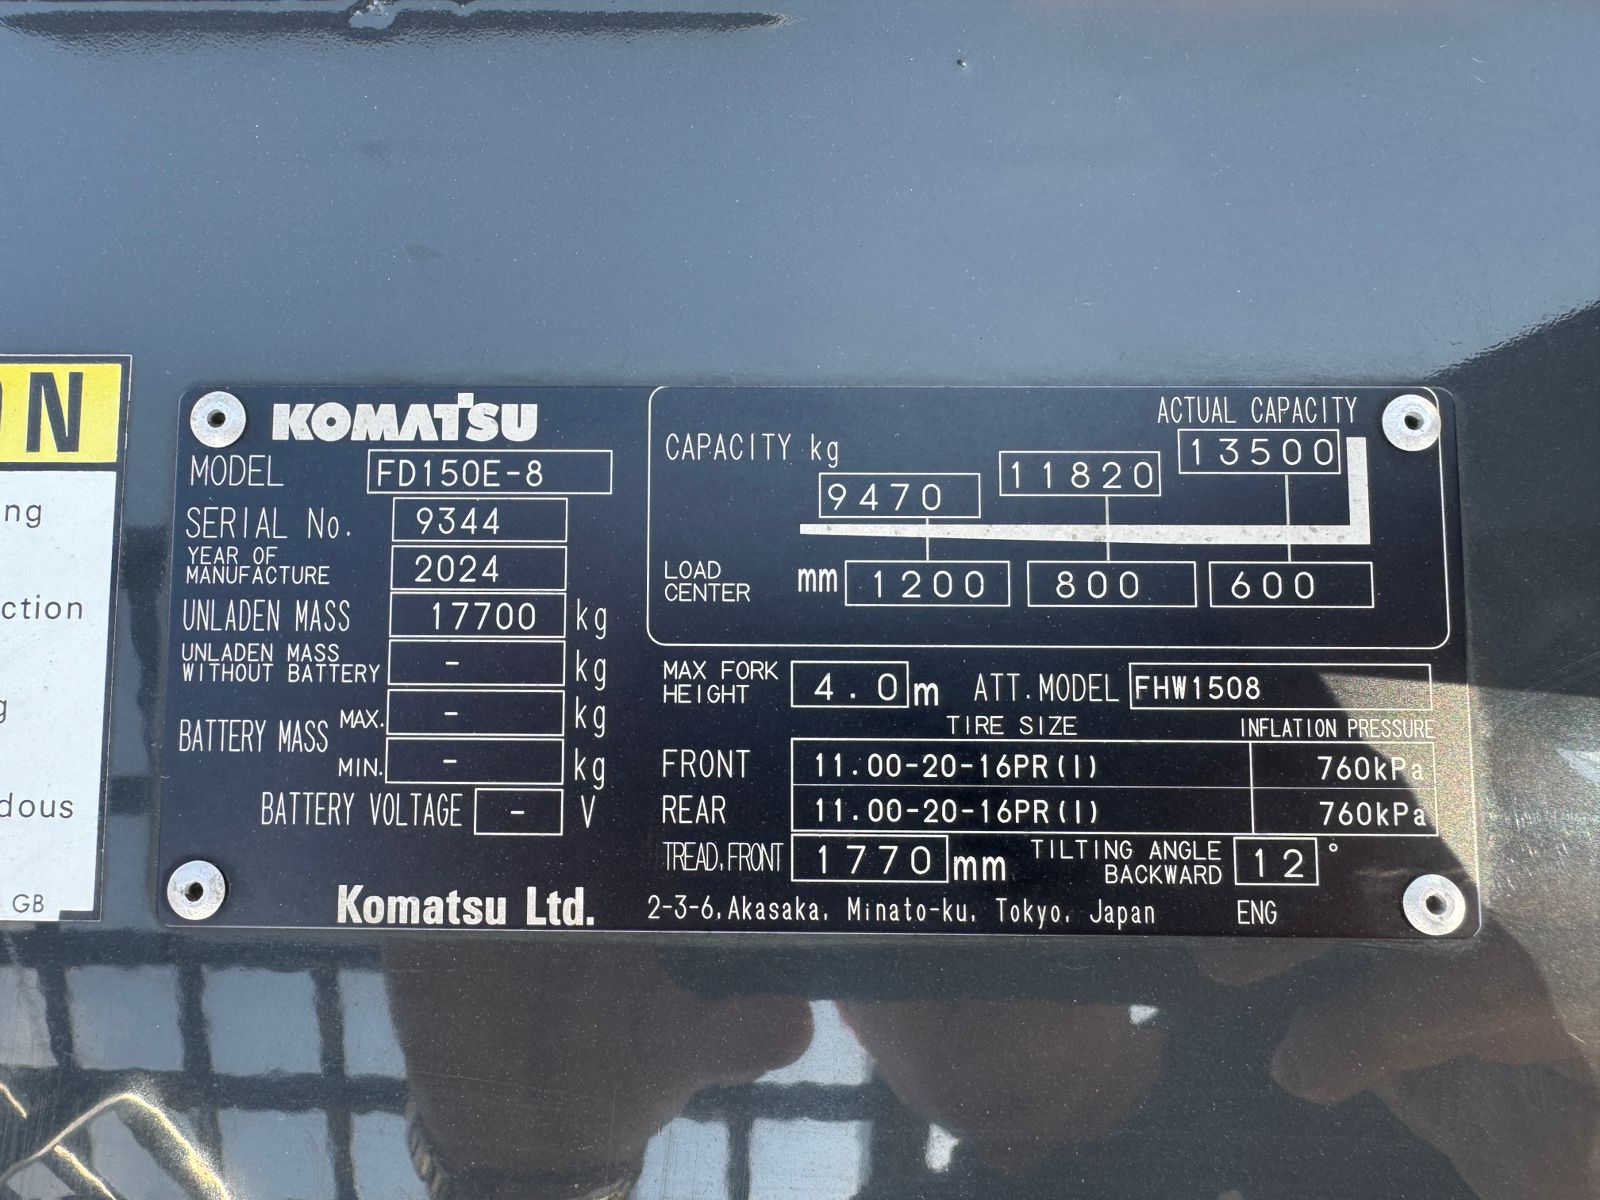 ON
ng
ction
g
dous
GB
KOMATSU
MODEL FD150E-8
SERIAL No. 9344
YEAR OF MANUFACTURE 2024
UNLADEN MASS 17700 kg
UNLADEN MASS WITHOUT BATTERY - kg
BATTERY MASS MAX. - kg
MIN. - kg
BATTERY VOLTAGE - V
Komatsu Ltd.
ACTUAL CAPACITY
CAPACITY kg 9470 11820 13500
LOAD CENTER mm 1200 800 600
MAX FORK HEIGHT 4.0 m ATT.MODEL FHW1508
TIRE SIZE INFLATION PRESSURE
FRONT 11.00-20-16PR(I) 760kPa
REAR 11.00-20-16PR(I) 760kPa
TREAD,FRONT 1770 mm TILTING ANGLE BACKWARD 12 °
2-3-6,Akasaka, Minato-ku, Tokyo, Japan ENG